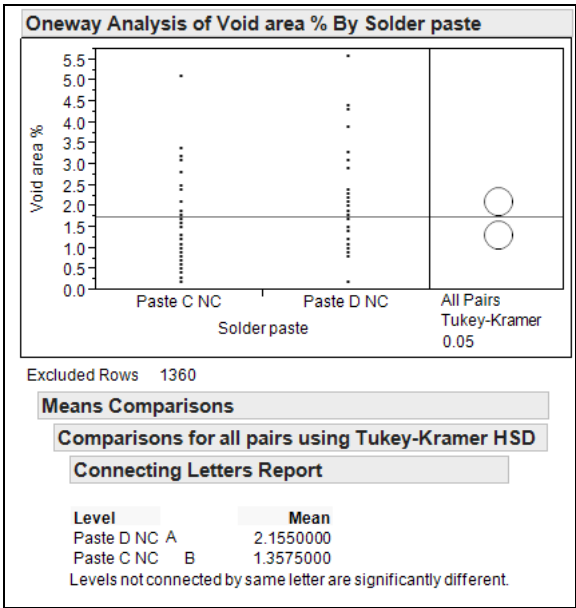 Oneway Analysis of Void area % By Solder paste
5.5
5.0
4.5
4.0
3.5
3.0
2.5
2.0
1.5
1.0
0.5
0.0
Void area %
Paste C NC
Paste D NC
Solder paste
All Pairs
Tukey-Kramer
0.05
Excluded Rows 1360
Means Comparisons
Comparisons for all pairs using Tukey-Kramer HSD
Connecting Letters Report
Level Mean
Paste D NC A 2.1550000
Paste C NC B 1.3575000
Levels not connected by same letter are significantly different.